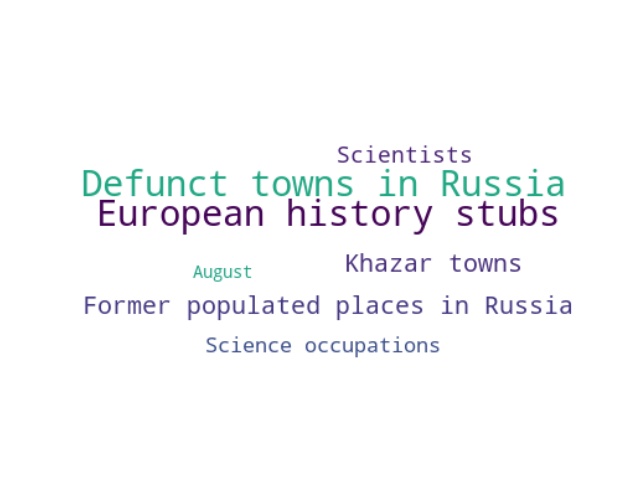 Scientists
Defunct towns in Russia
European history stubs
Khazar towns
August
Former populated places in Russia
Science occupations